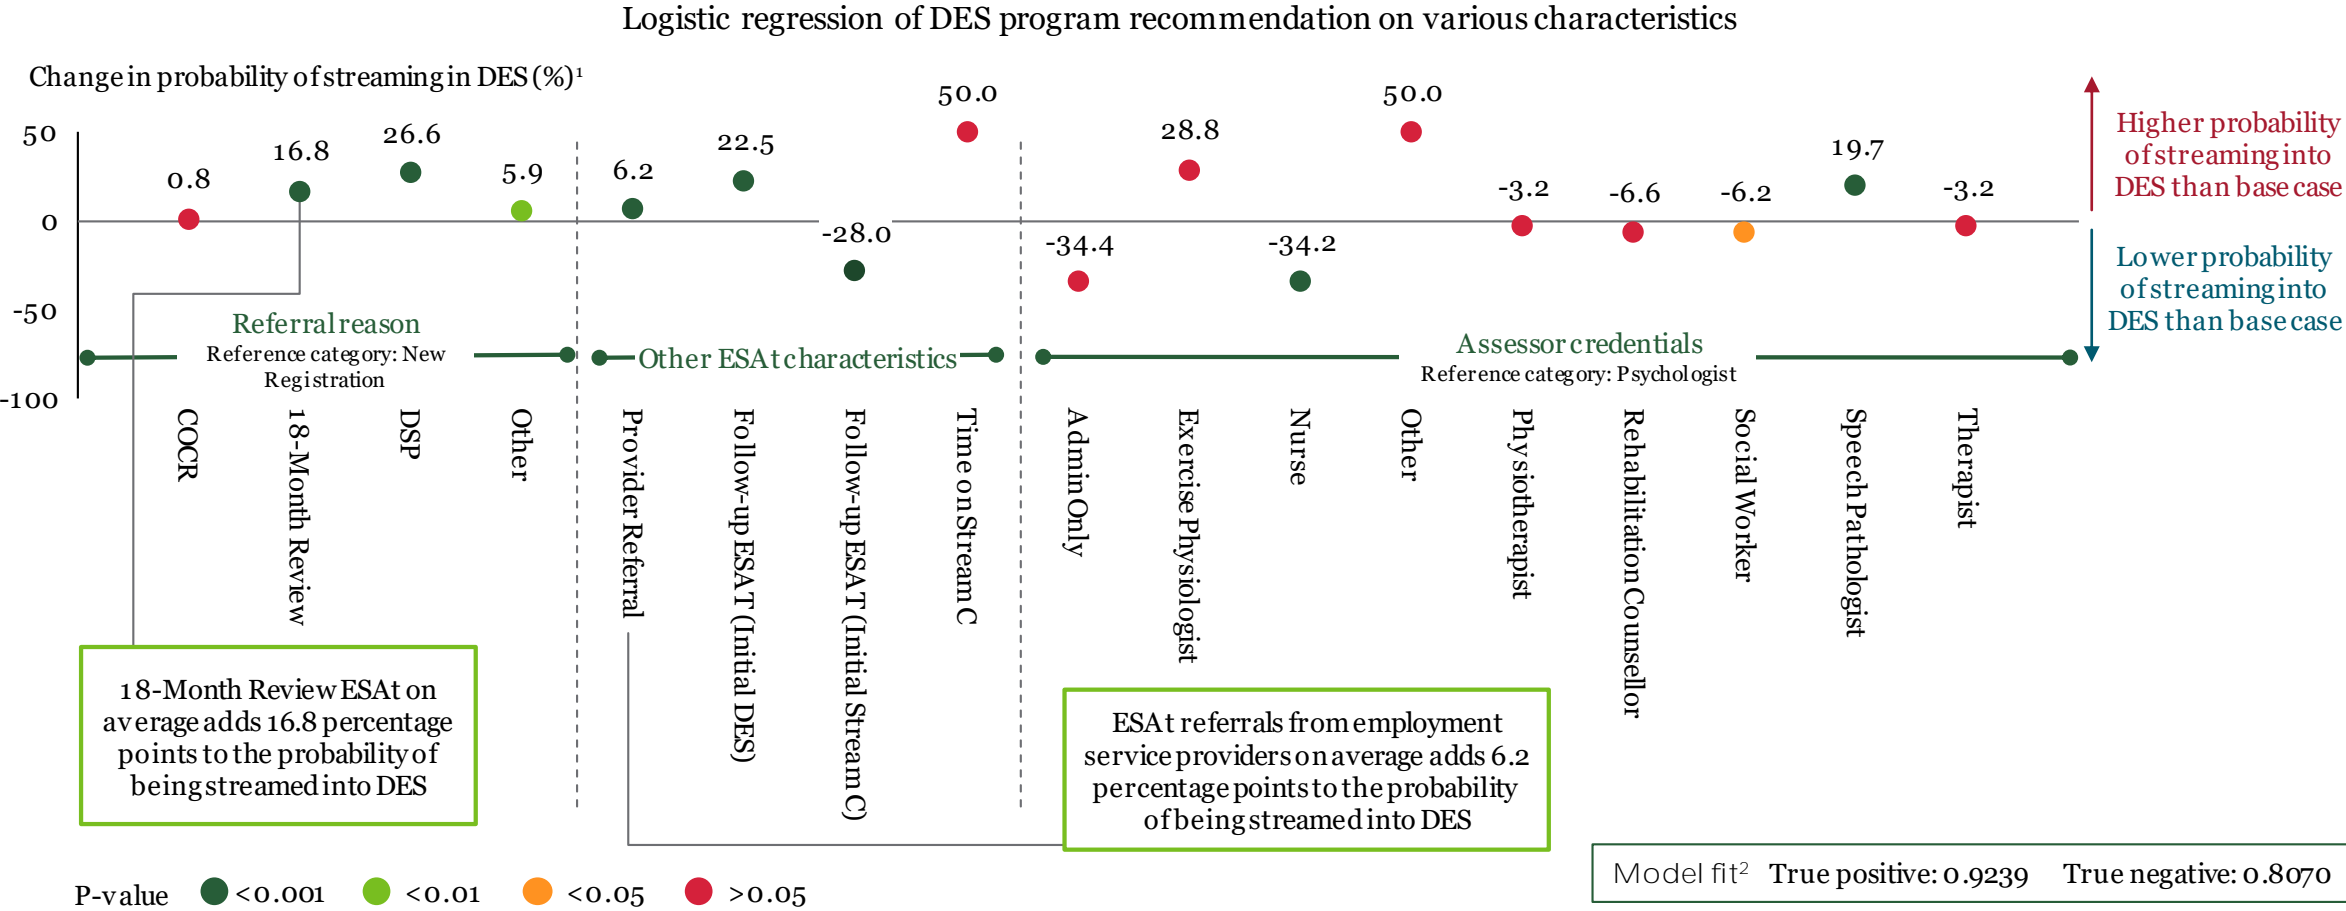 Logistic regression of DES program recommendation on various characteristics
Change in probability of streaming in DES (%)¹
50
0
-50
-100
0.8
16.8
26.6
5.9
6.2
22.5
-28.0
50.0
-34.4
28.8
-34.2
50.0
-3.2
-6.6
-6.2
19.7
-3.2
Higher probability
of streaming into
DES than base case
Lower probability
of streaming into
DES than base case
Referral reason
Reference category: New
Registration
Other ESAt characteristics
Assessor credentials
Reference category: Psychologist
COCR
18-Month Review
DSP
Other
Provider Referral
Follow-up ESAT (Initial DES)
Follow-up ESAT (Initial Stream C)
Time on Stream C
Admin Only
Exercise Physiologist
Nurse
Other
Physiotherapist
Rehabilitation Counsellor
Social Worker
Speech Pathologist
Therapist
18-Month Review ESAt on
average adds 16.8 percentage
points to the probability of
being streamed into DES
ESAt referrals from employment
service providers on average adds 6.2
percentage points to the probability
of being streamed into DES
P-value <0.001 <0.01 <0.05 >0.05
Model fit² True positive: 0.9239 True negative: 0.8070